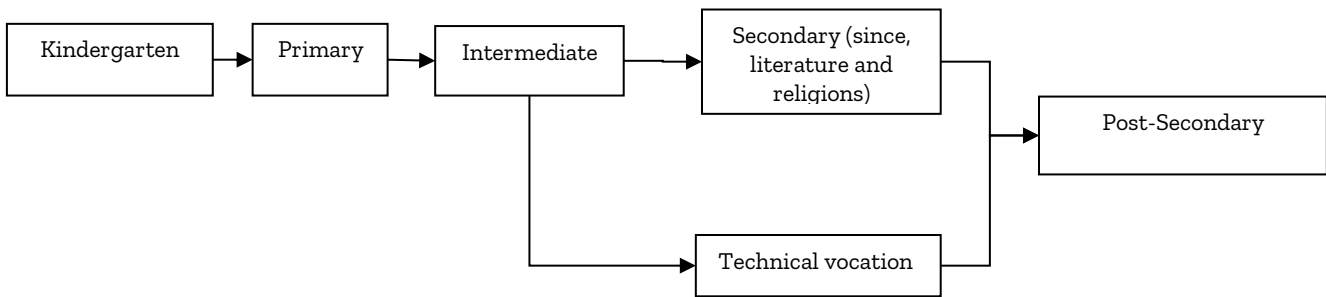 Kindergarten
Primary
Intermediate
Secondary (since,
literature and
religions)
Post-Secondary
Technical vocation